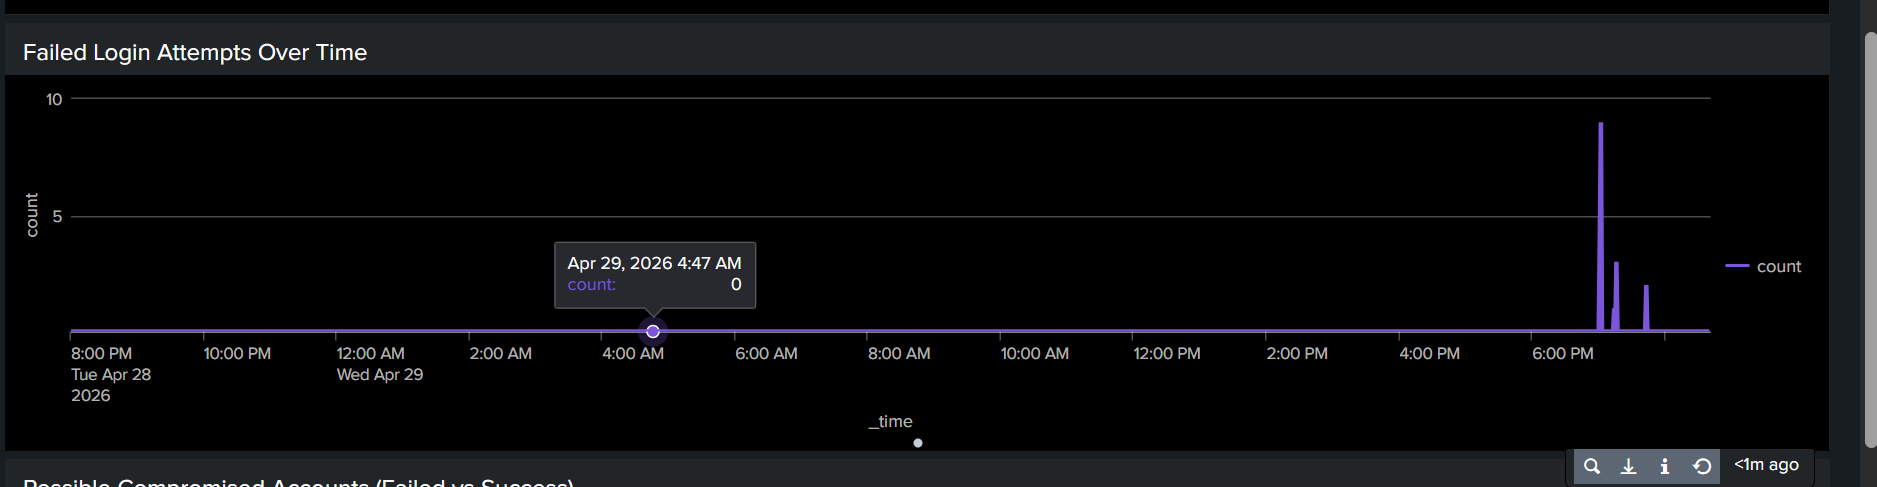 Failed Login Attempts Over Time
10
5
count
Apr 29, 2026 4:47 AM
count: 0
count
8:00 PM 10:00 PM 12:00 AM 2:00 AM 4:00 AM 6:00 AM 8:00 AM 10:00 AM 12:00 PM 2:00 PM 4:00 PM 6:00 PM
Tue Apr 28 Wed Apr 29
2026
_time
<1m ago
Possible Compromised Accounts (Failed vs Success)